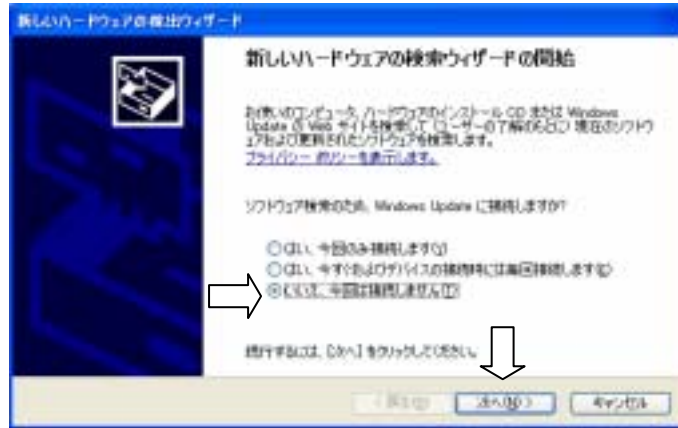 新しいハードウェアの検出ウィザード
新しいハードウェアの検索ウィザードの開始
お使いのコンピュータ、ハードウェアのインストール CD または Windows
Update の Web サイトを検索して (ユーザーの了解のもとに) 現在のソフトウ
ェアおよび更新されたソフトウェアを検索します。
プライバシー ポリシーを表示します。
ソフトウェア検索のため、Windows Update に接続しますか?
はい、今回のみ接続します(Y)
はい、今すぐおよびデバイスの接続時には毎回接続します(E)
いいえ、今回は接続しません(T)
続行するには、[次へ] をクリックしてください。
< 戻る(B)
次へ(N) >
キャンセル